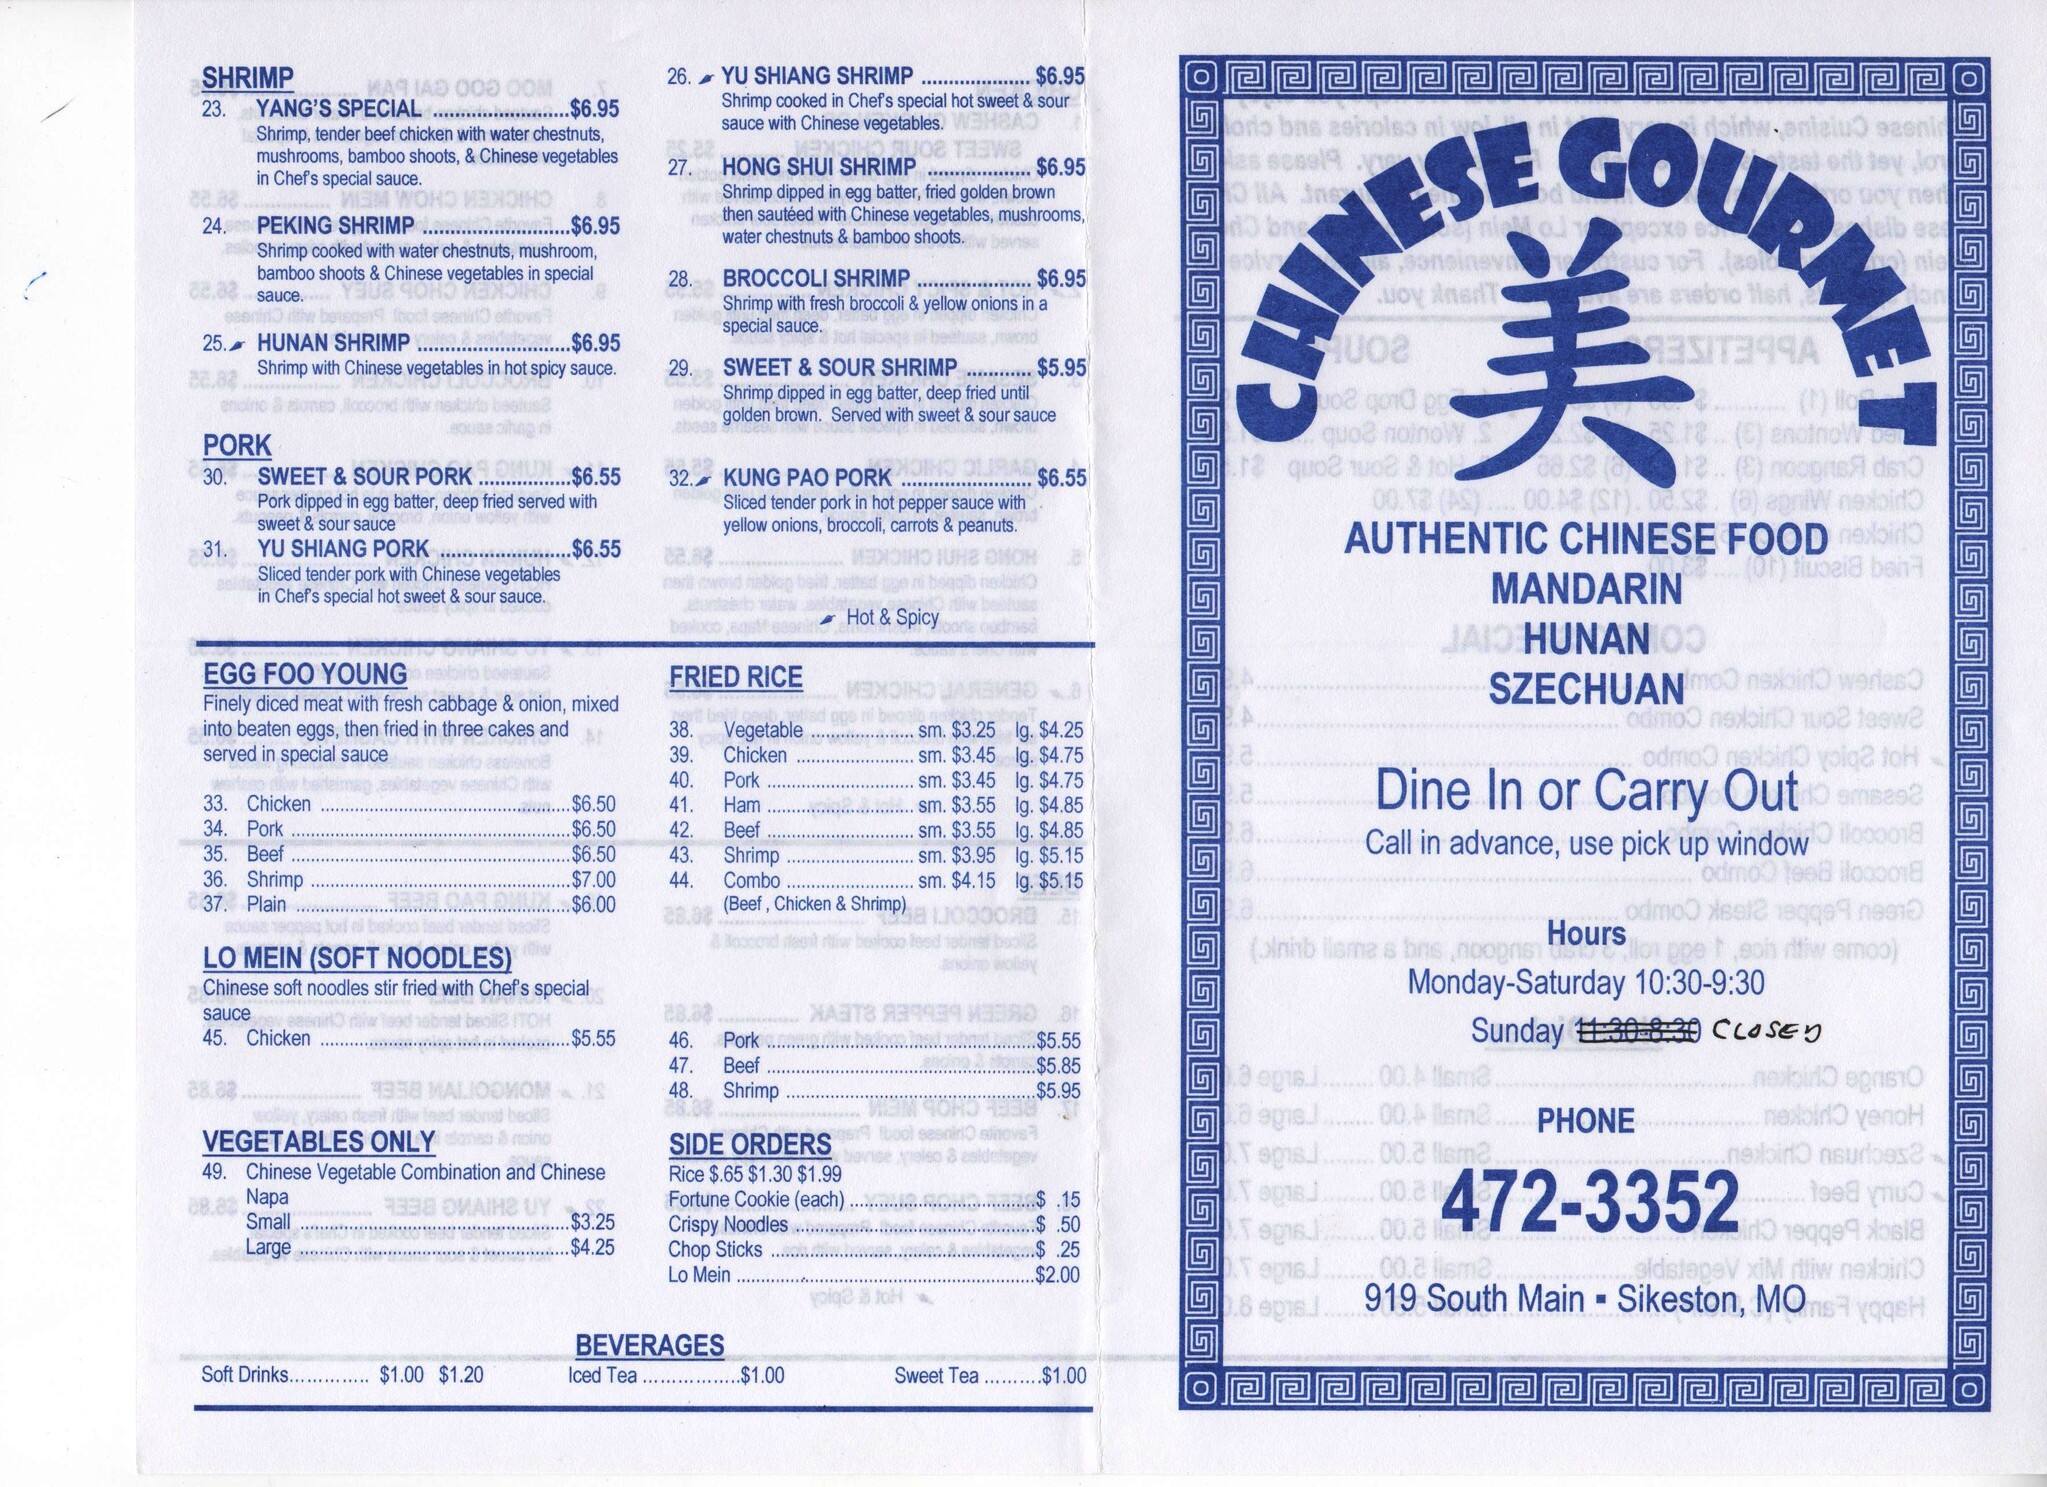 SHRIMP
23. YANG'S SPECIAL ........................$6.95
Shrimp, tender beef chicken with water chestnuts,
mushrooms, bamboo shoots, & Chinese vegetables
in Chef's special sauce.
24. PEKING SHRIMP ..........................$6.95
Shrimp cooked with water chestnuts, mushroom,
bamboo shoots & Chinese vegetables in special
sauce.
25. HUNAN SHRIMP ...........................$6.95
Shrimp with Chinese vegetables in hot spicy sauce.
26. YU SHIANG SHRIMP .................... $6.95
Shrimp cooked in Chef's special hot sweet & sour
sauce with Chinese vegetables.
27. HONG SHUI SHRIMP ....................$6.95
Shrimp dipped in egg batter, fried golden brown
then sautéed with Chinese vegetables, mushrooms,
water chestnuts & bamboo shoots.
28. BROCCOLI SHRIMP ......................$6.95
Shrimp with fresh broccoli & yellow onions in a
special sauce.
29. SWEET & SOUR SHRIMP ...........$5.95
Shrimp dipped in egg batter, deep fried until
golden brown. Served with sweet & sour sauce
PORK
30. SWEET & SOUR PORK ................$6.55
Pork dipped in egg batter, deep fried served with
sweet & sour sauce
31. YU SHIANG PORK .........................$6.55
Sliced tender pork with Chinese vegetables
in Chef's special hot sweet & sour sauce.
32. KUNG PAO PORK ....................... $6.55
Sliced tender pork in hot pepper sauce with
yellow onions, broccoli, carrots & peanuts.
Hot & Spicy
EGG FOO YOUNG
Finely diced meat with fresh cabbage & onion, mixed
into beaten eggs, then fried in three cakes and
served in special sauce
33. Chicken ..................................................$6.50
34. Pork ......................................................$6.50
35. Beef ......................................................$6.50
36. Shrimp ..................................................$7.00
37. Plain .....................................................$6.00
FRIED RICE
38. Vegetable ..................... sm. $3.25 lg. $4.25
39. Chicken ....................... sm. $3.45 lg. $4.75
40. Pork ............................. sm. $3.45 lg. $4.75
41. Ham ............................ sm. $3.55 lg. $4.85
42. Beef ............................. sm. $3.55 lg. $4.85
43. Shrimp ......................... sm. $3.95 lg. $5.15
44. Combo ......................... sm. $4.15 lg. $5.15
(Beef , Chicken & Shrimp)
LO MEIN (SOFT NOODLES)
Chinese soft noodles stir fried with Chef's special
sauce
45. Chicken .................................................$5.55
46. Pork ......................................................$5.55
47. Beef ......................................................$5.85
48. Shrimp ..................................................$5.95
VEGETABLES ONLY
49. Chinese Vegetable Combination and Chinese
Napa
Small ......................................................$3.25
Large ......................................................$4.25
SIDE ORDERS
Rice $.65 $1.30 $1.99
Fortune Cookie (each) ....................$ .15
Crispy Noodles ...............................$ .50
Chop Sticks ...................................$ .25
Lo Mein ...........................................$2.00
BEVERAGES
Soft Drinks.............. $1.00 $1.20 Iced Tea ..................$1.00 Sweet Tea ..........$1.00
CHINESE GOURMET
美
AUTHENTIC CHINESE FOOD
MANDARIN
HUNAN
SZECHUAN
Dine In or Carry Out
Call in advance, use pick up window
Hours
Monday-Saturday 10:30-9:30
Sunday 11:30-8:30 CLOSED
PHONE
472-3352
919 South Main ▪ Sikeston, MO